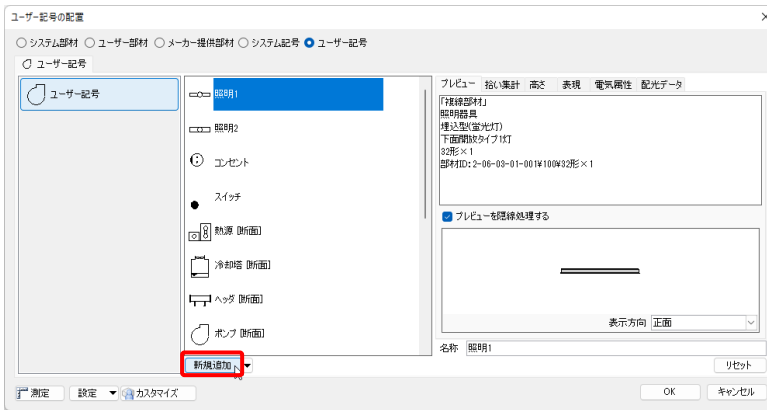 ユーザー記号の配置
システム部材 ユーザー部材 メーカー提供部材 システム記号 ユーザー記号
ユーザー記号
ユーザー記号
照明1
照明2
コンセント
スイッチ
熱源 [断面]
冷却塔 [断面]
ヘッダ [断面]
ポンプ [断面]
新規追加
プレビュー 拾い集計 高さ 表現 電気属性 配光データ
「複線部材」
照明器具
埋込型(蛍光灯)
下面開放タイプ1灯
32形×1
部材ID:2-06-03-01-001¥100¥32形×1
プレビューを隠線処理する
表示方向 正面
名称 照明1
リセット
測定 設定 カスタマイズ
OK キャンセル